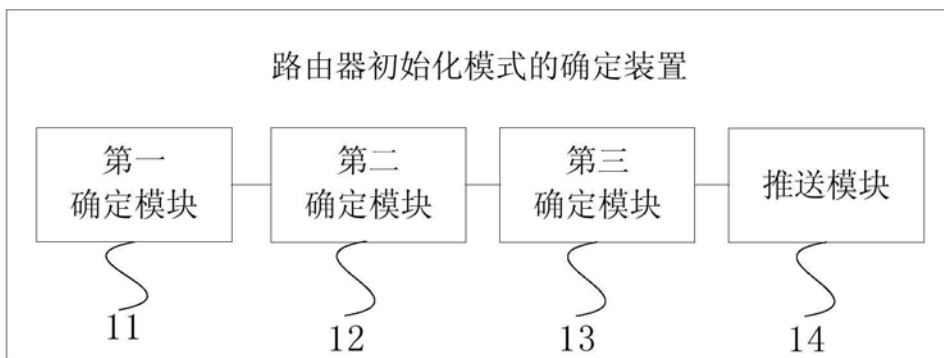 路由器初始化模式的确定装置
第一
确定模块
第二
确定模块
第三
确定模块
推送模块
11
12
13
14